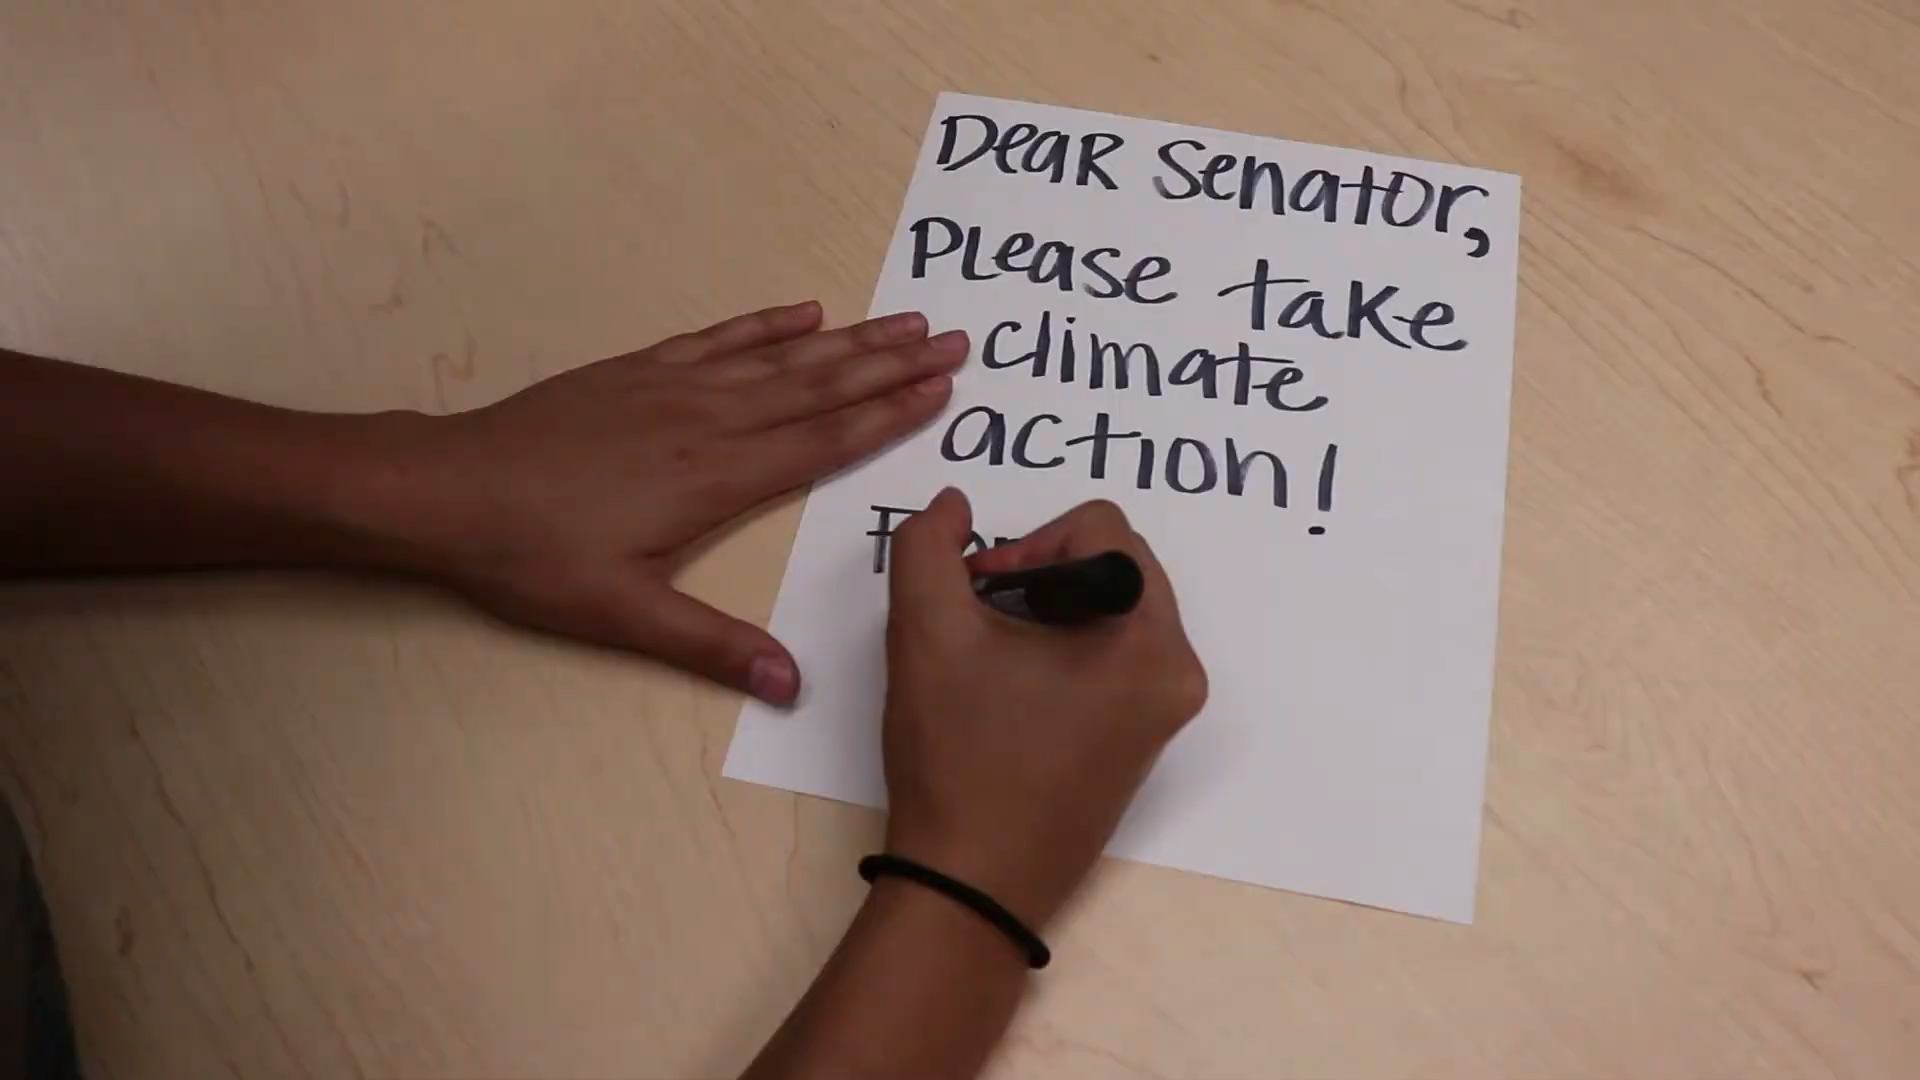 Dear Senator,
Please take
climate
action!